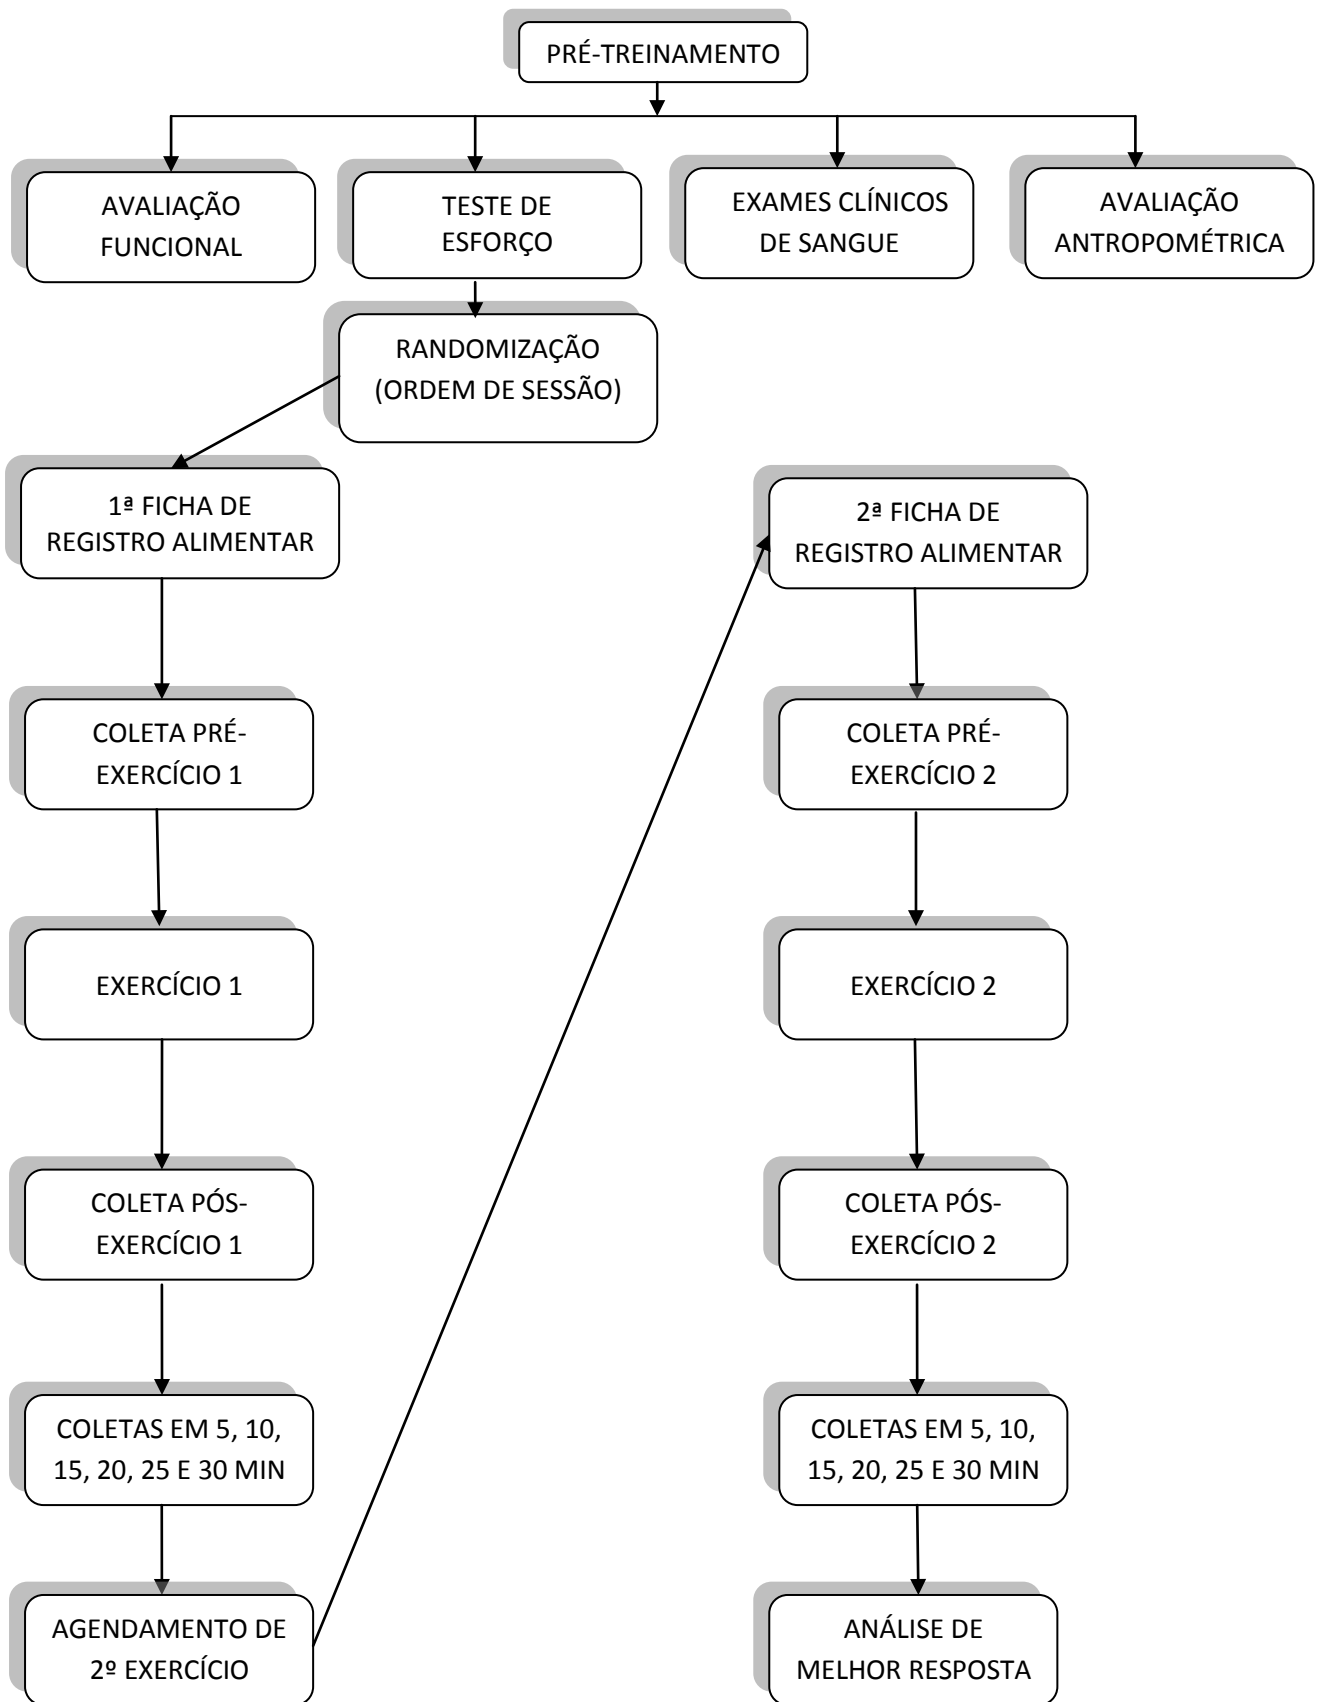 PRÉ-TREINAMENTO
AVALIAÇÃO
FUNCIONAL
TESTE DE
ESFORÇO
EXAMES CLÍNICOS
DE SANGUE
AVALIAÇÃO
ANTROPOMÉTRICA
RANDOMIZAÇÃO
(ORDEM DE SESSÃO)
1ª FICHA DE
REGISTRO ALIMENTAR
COLETA PRÉ-
EXERCÍCIO 1
EXERCÍCIO 1
COLETA PÓS-
EXERCÍCIO 1
COLETAS EM 5, 10,
15, 20, 25 E 30 MIN
AGENDAMENTO DE
2º EXERCÍCIO
2ª FICHA DE
REGISTRO ALIMENTAR
COLETA PRÉ-
EXERCÍCIO 2
EXERCÍCIO 2
COLETA PÓS-
EXERCÍCIO 2
COLETAS EM 5, 10,
15, 20, 25 E 30 MIN
ANÁLISE DE
MELHOR RESPOSTA